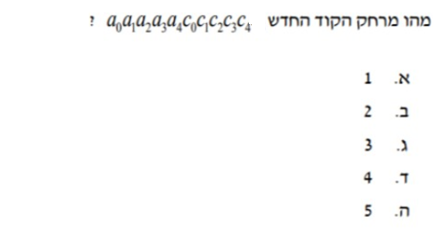 מהו מרחק הקוד החדש a₀a₁a₂a₃a₄c₀c₁c₂c₃c₄ ?
א. 1
ב. 2
ג. 3
ד. 4
ה. 5